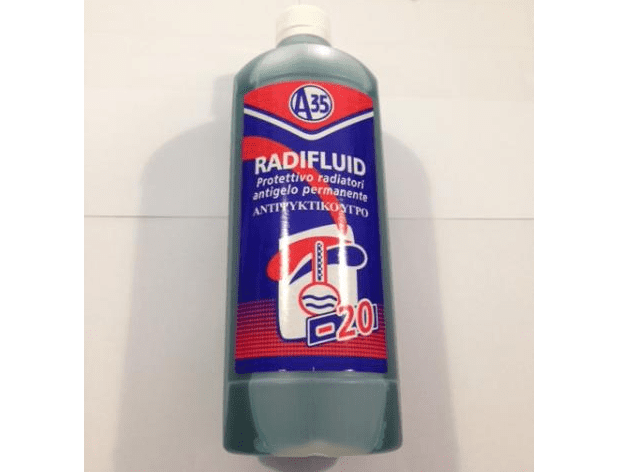 A35
RADIFLUID
Protettivo radiatori
antigelo permanente
ΑΝΤΙΨΥΚΤΙΚΟ ΥΓΡΟ
-20